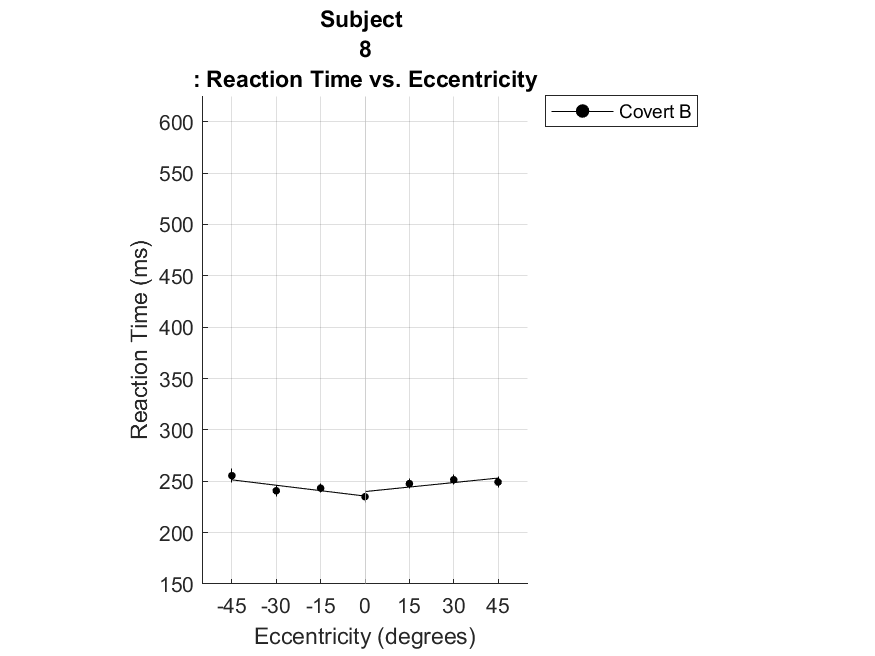 Subject
8
: Reaction Time vs. Eccentricity
Covert B
600
550
500
450
400
350
300
250
200
150
Reaction Time (ms)
-45 -30 -15 0 15 30 45
Eccentricity (degrees)